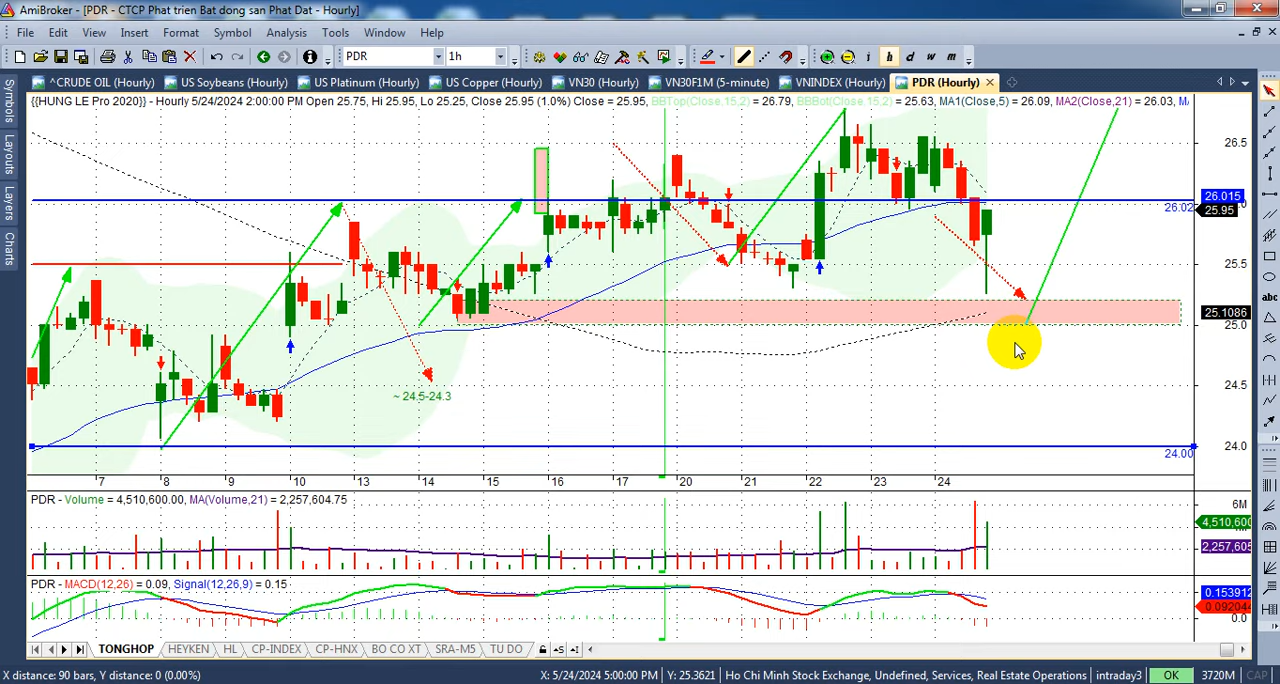 AmiBroker - [PDR - CTCP Phat trien Bat dong san Phat Dat - Hourly]
File Edit View Insert Format Symbol Analysis Tools Window Help
PDR 1h i h d w m
^CRUDE OIL (Hourly) US Soybeans (Hourly) US Platinum (Hourly) US Copper (Hourly) VN30 (Hourly) VN30F1M (5-minute) VNINDEX (Hourly) PDR (Hourly)
{{HUNG LE Pro 2020}} - Hourly 5/24/2024 2:00:00 PM Open 25.75, Hi 25.95, Lo 25.25, Close 25.95 (1.0%) Close = 25.95, BBTop(Close,15,2) = 26.79, BBBot(Close,15,2) = 25.63, MA1(Close,5) = 26.09, MA2(Close,21) = 26.03,
Symbols
Layouts
Layers
Charts
abc
26.5
26.015
26.02
25.95
25.5
25.1086
25.0
24.5
~ 24.5-24.3
24.0
24.00
7 8 9 10 13 14 15 16 17 20 21 22 23 24
PDR - Volume = 4,510,600.00, MA(Volume,21) = 2,257,604.75
6M
4,510,600
2,257,605
PDR - MACD(12,26) = 0.09, Signal(12,26,9) = 0.15
0.153912
0.092044
0.0
TONGHOP HEYKEN HL CP-INDEX CP-HNX BO CO XT SRA-M5 TU DO
X distance: 90 bars, Y distance: 0 (0.00%) X: 5/24/2024 5:00:00 PM Y: 25.3621 Ho Chi Minh Stock Exchange, Undefined, Services, Real Estate Operations intraday3 OK 3720M CAP